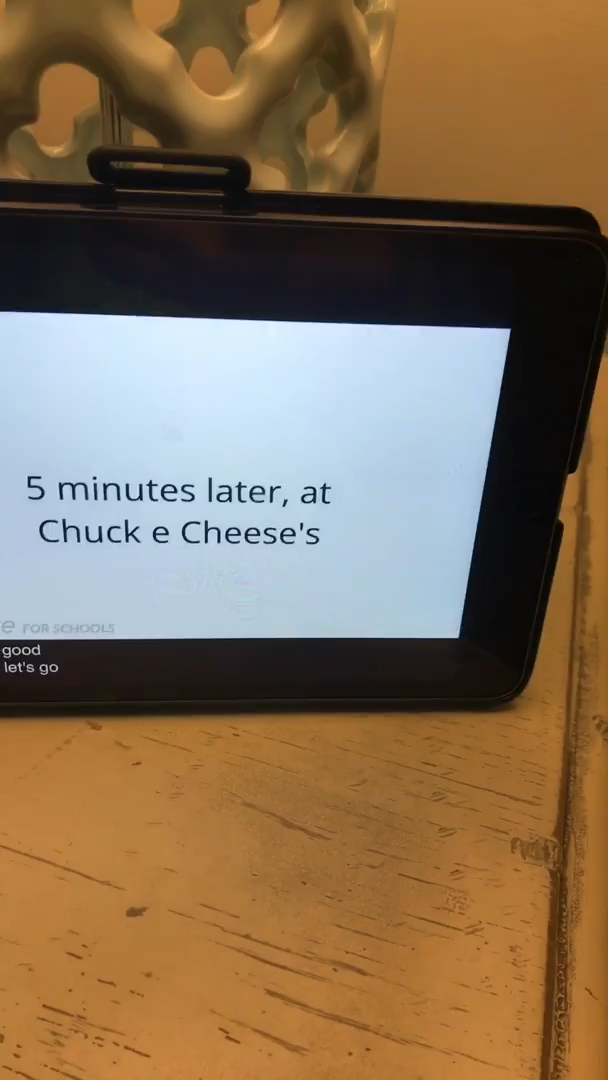 5 minutes later, at
Chuck e Cheese's
e FOR SCHOOLS
good
let's go